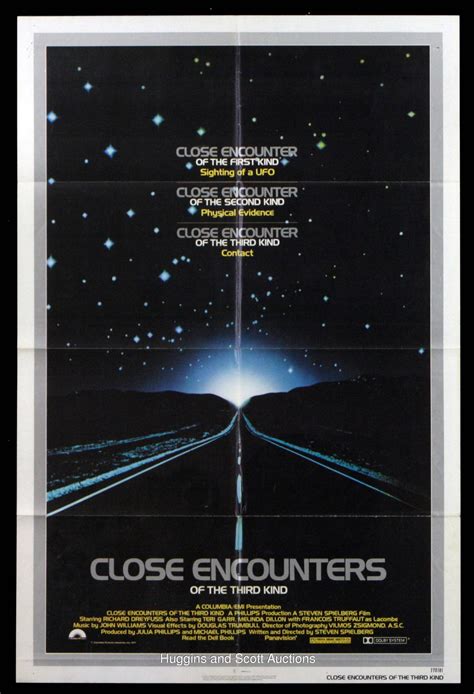 CLOSE ENCOUNTER
OF THE FIRST KIND
Sighting of a UFO
CLOSE ENCOUNTER
OF THE SECOND KIND
Physical Evidence
CLOSE ENCOUNTER
OF THE THIRD KIND
Contact
CLOSE ENCOUNTERS
OF THE THIRD KIND
A COLUMBIA/EMI Presentation
CLOSE ENCOUNTERS OF THE THIRD KIND A PHILLIPS Production A STEVEN SPIELBERG Film
Starring RICHARD DREYFUSS Also Starring TERI GARR, MELINDA DILLON with FRANCOIS TRUFFAUT as Lacombe
Music by JOHN WILLIAMS Visual Effects by DOUGLAS TRUMBULL Director of Photography VILMOS ZSIGMOND, A.S.C.
Produced by JULIA PHILLIPS and MICHAEL PHILLIPS Written and Directed by STEVEN SPIELBERG
Read the Dell Book
Panavision®
DOLBY SYSTEM
CLOSE ENCOUNTERS OF THE THIRD KIND
Huggins and Scott Auctions